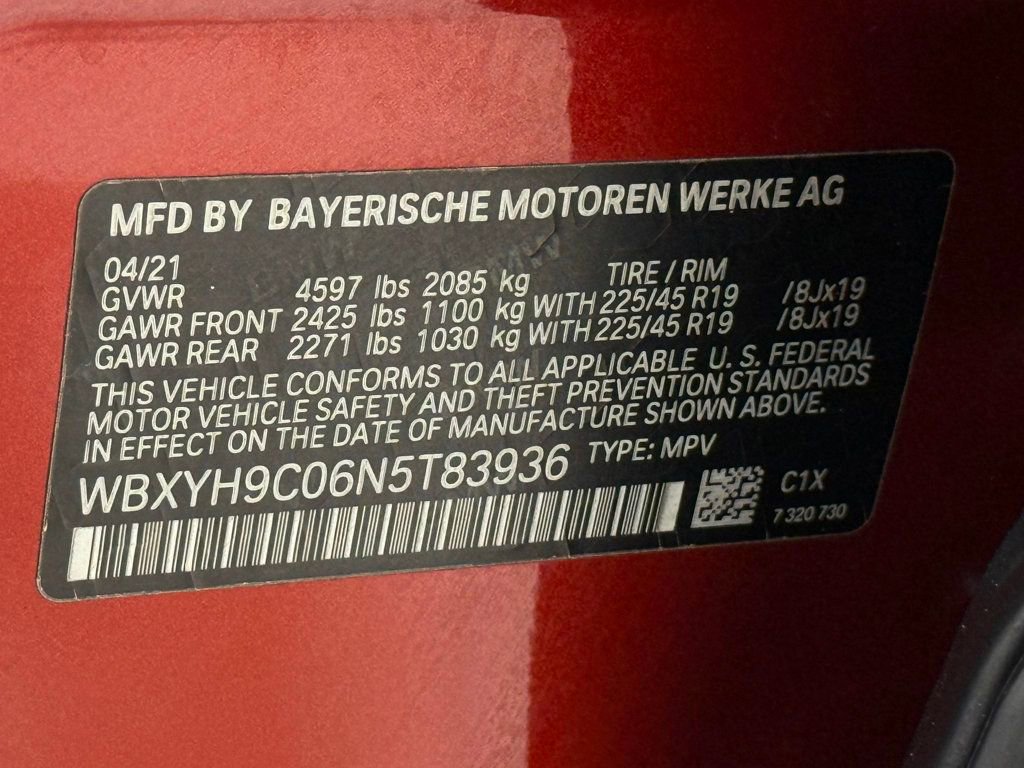 MFD BY BAYERISCHE MOTOREN WERKE AG
04/21 TIRE / RIM
GVWR 4597 lbs 2085 kg
GAWR FRONT 2425 lbs 1100 kg WITH 225/45 R19 /8Jx19
GAWR REAR 2271 lbs 1030 kg WITH 225/45 R19 /8Jx19
THIS VEHICLE CONFORMS TO ALL APPLICABLE U. S. FEDERAL
MOTOR VEHICLE SAFETY AND THEFT PREVENTION STANDARDS
IN EFFECT ON THE DATE OF MANUFACTURE SHOWN ABOVE.
WBXYH9C06N5T83936 TYPE: MPV
C1X
7 320 730